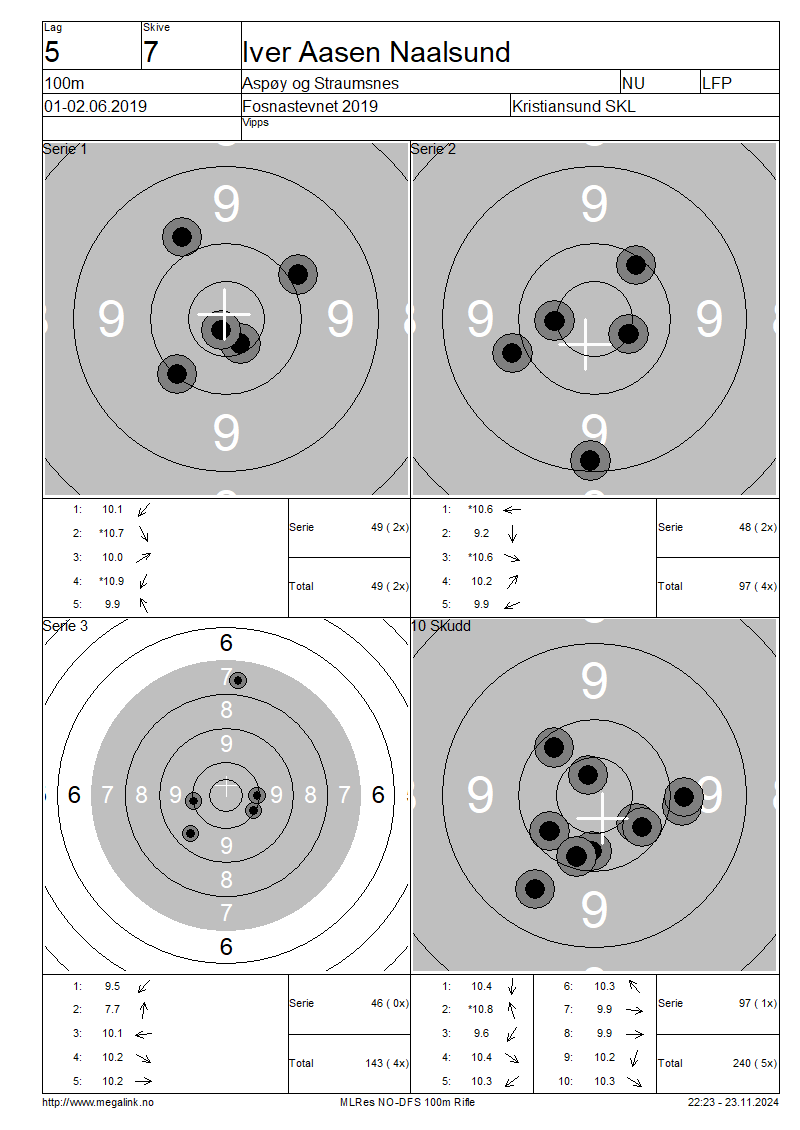 Lag
Skive
5
7
Iver Aasen Naalsund
100m
Aspøy og Straumsnes
NU
LFP
01-02.06.2019
Fosnastevnet 2019
Kristiansund SKL
Vipps
Serie 1
9
9
9
9
Serie 2
9
9
9
9
1: 10.1
2: *10.7
3: 10.0
4: *10.9
5: 9.9
Serie 49 ( 2x)
Total 49 ( 2x)
1: *10.6
2: 9.2
3: *10.6
4: 10.2
5: 9.9
Serie 48 ( 2x)
Total 97 ( 4x)
Serie 3
6
7
8
9
6 7 8 9 9 8 7 6
9
8
7
6
10 Skudd
9
9
9
9
1: 9.5
2: 7.7
3: 10.1
4: 10.2
5: 10.2
Serie 46 ( 0x)
Total 143 ( 4x)
1: 10.4
2: *10.8
3: 9.6
4: 10.4
5: 10.3
6: 10.3
7: 9.9
8: 9.9
9: 10.2
10: 10.3
Serie 97 ( 1x)
Total 240 ( 5x)
http://www.megalink.no
MLRes NO-DFS 100m Rifle
22:23 - 23.11.2024